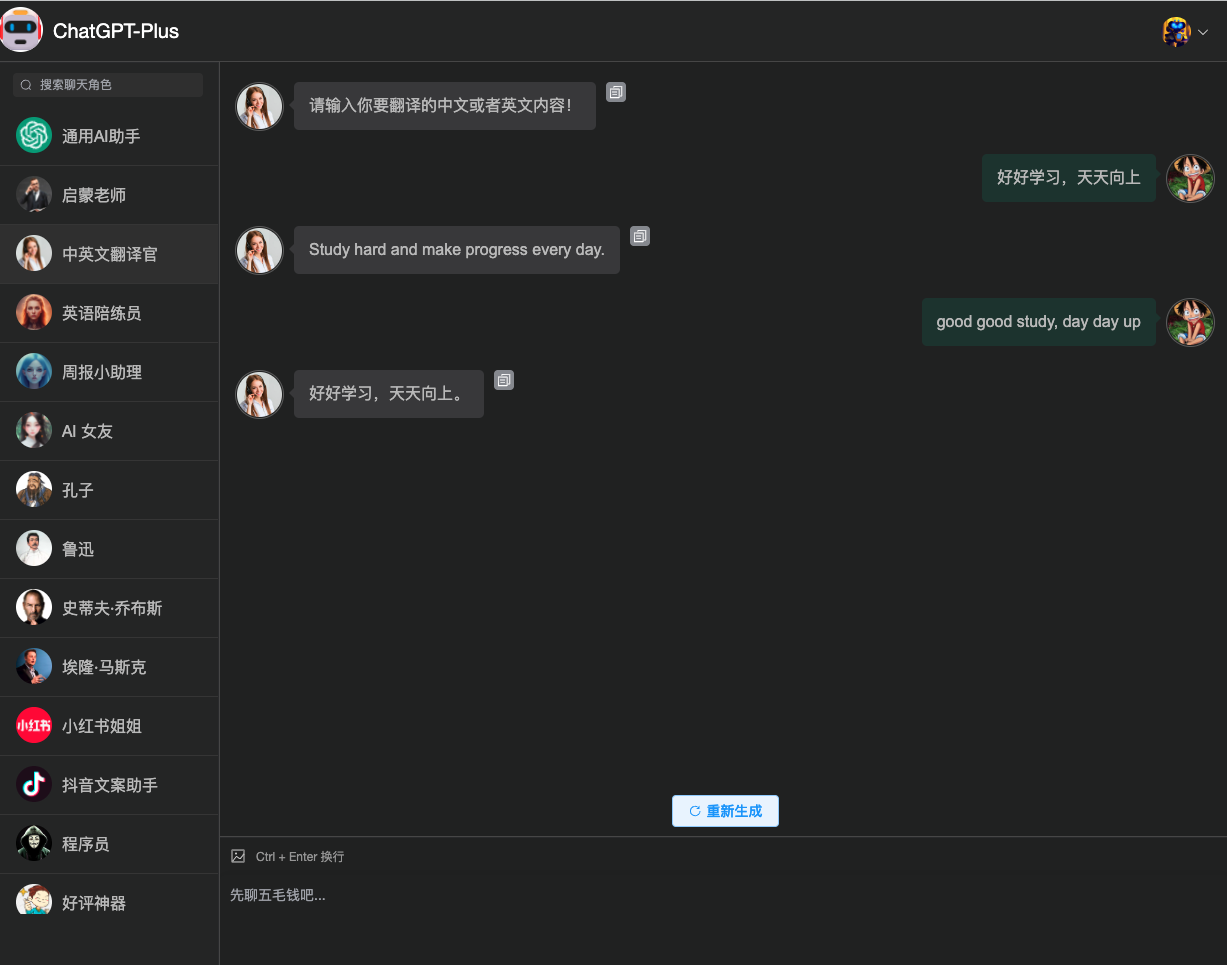 ChatGPT-Plus
搜索聊天角色
通用AI助手
启蒙老师
中英文翻译官
英语陪练员
周报小助理
AI 女友
孔子
鲁迅
史蒂夫·乔布斯
埃隆·马斯克
小红书
小红书姐姐
抖音文案助手
程序员
好评神器
请输入你要翻译的中文或者英文内容！
好好学习，天天向上
Study hard and make progress every day.
good good study, day day up
好好学习，天天向上。
重新生成
Ctrl + Enter 换行
先聊五毛钱吧...